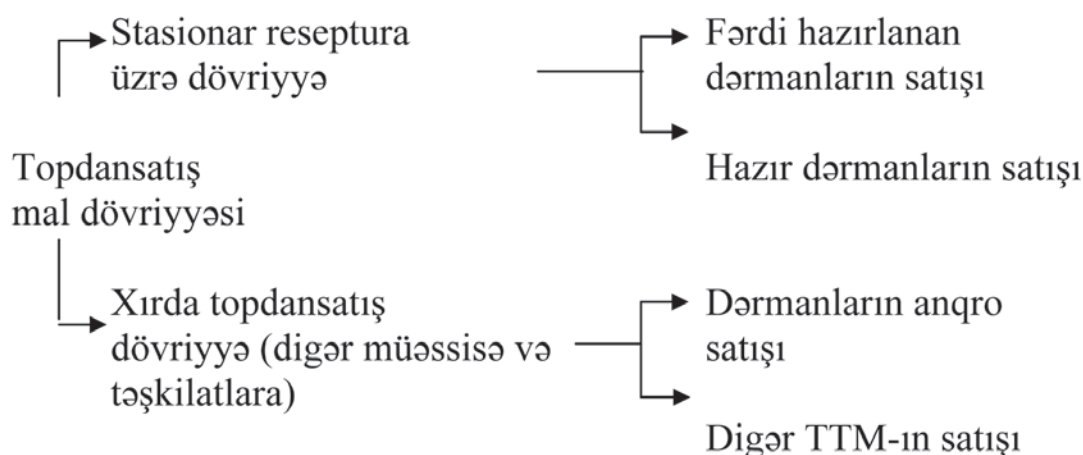 Stasionar reseptura
üzrə dövriyyə
Fərdi hazırlanan
dərmanların satışı
Hazır dərmanların satışı
Topdansatış
mal dövriyyəsi
Xırda topdansatış
dövriyyə (digər müəssisə və
təşkilatlara)
Dərmanların anqro
satışı
Digər TTM-ın satışı